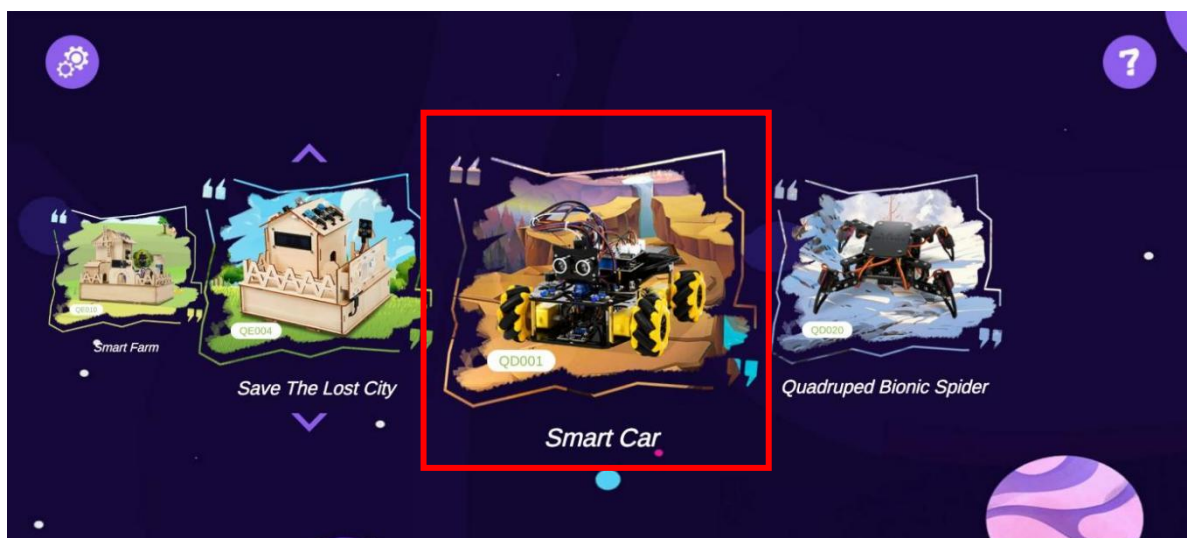 ?
QE010
Smart Farm
QE004
Save The Lost City
QD001
Smart Car
QD020
Quadruped Bionic Spider